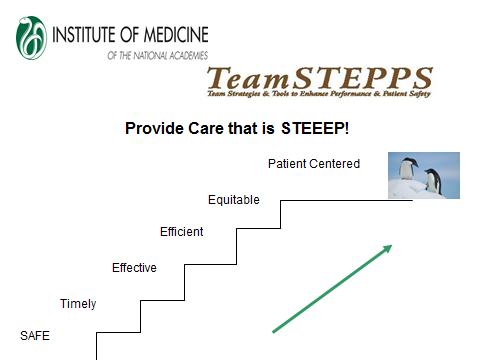 INSTITUTE OF MEDICINE
OF THE NATIONAL ACADEMIES
TeamSTEPPS
Team Strategies & Tools to Enhance Performance & Patient Safety
Provide Care that is STEEEP!
Patient Centered
Equitable
Efficient
Effective
Timely
SAFE